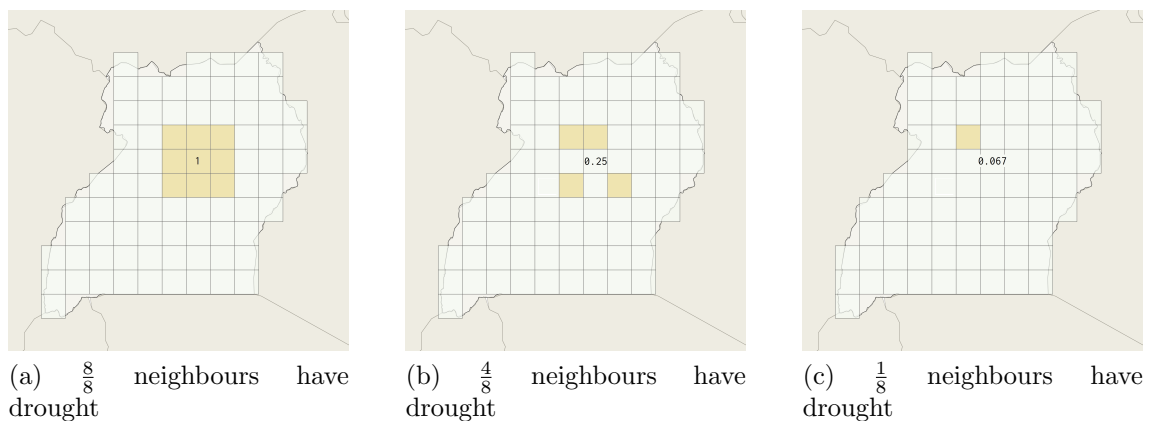 1
0.25
0.067
(a) 8/8 neighbours have
drought
(b) 4/8 neighbours have
drought
(c) 1/8 neighbours have
drought